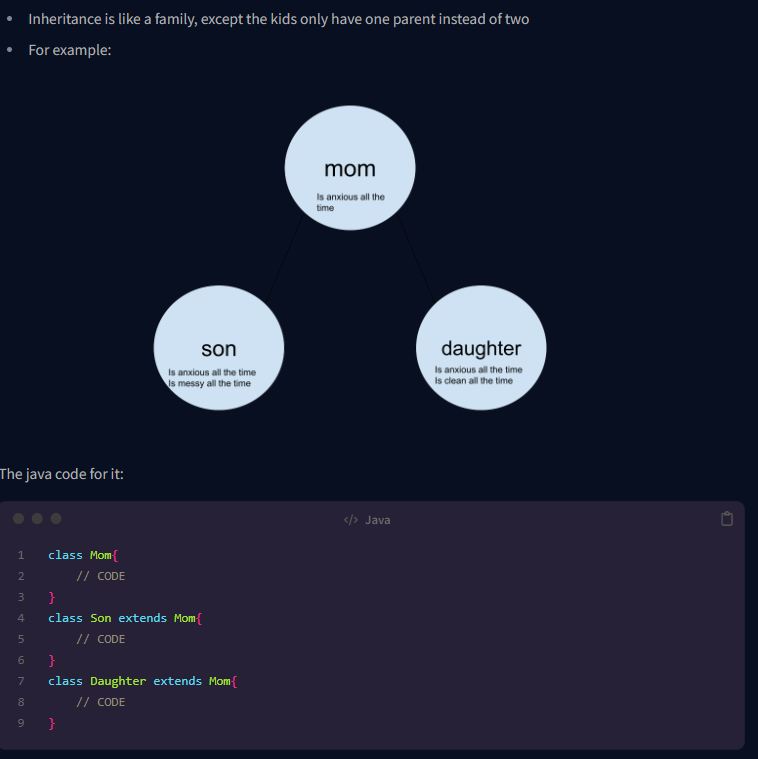 Inheritance is like a family, except the kids only have one parent instead of two
For example:
mom
Is anxious all the
time
son
Is anxious all the time
Is messy all the time
daughter
Is anxious all the time
Is clean all the time
The java code for it:
</> Java
1 class Mom{
2 // CODE
3 }
4 class Son extends Mom{
5 // CODE
6 }
7 class Daughter extends Mom{
8 // CODE
9 }